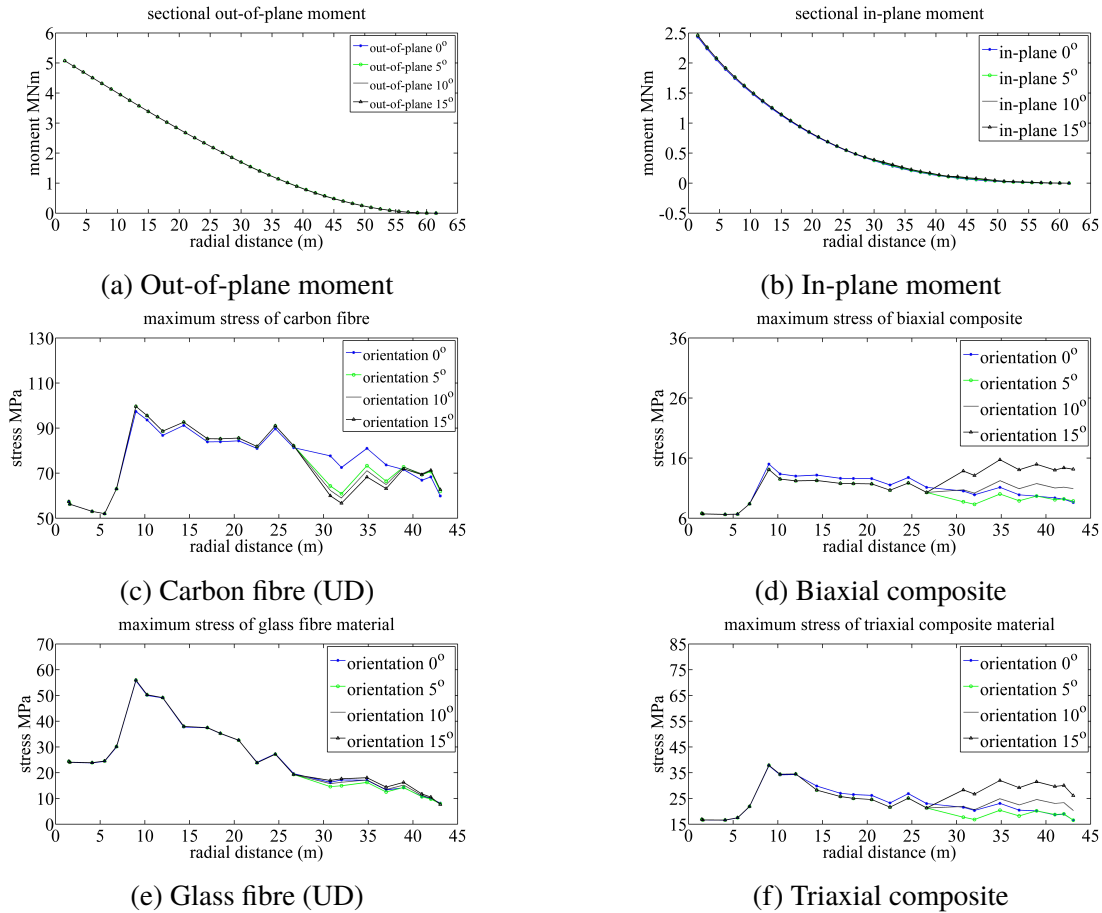 sectional out-of-plane moment
6
5
4
3
2
1
0
moment MNm
out-of-plane 0°
out-of-plane 5°
out-of-plane 10°
out-of-plane 15°
0 5 10 15 20 25 30 35 40 45 50 55 60 65
radial distance (m)
(a) Out-of-plane moment
sectional in-plane moment
2.5
2
1.5
1
0.5
0
-0.5
moment MNm
in-plane 0°
in-plane 5°
in-plane 10°
in-plane 15°
0 5 10 15 20 25 30 35 40 45 50 55 60 65
radial distance (m)
(b) In-plane moment
maximum stress of carbon fibre
130
110
90
70
50
stress MPa
orientation 0°
orientation 5°
orientation 10°
orientation 15°
0 5 10 15 20 25 30 35 40 45
radial distance (m)
(c) Carbon fibre (UD)
maximum stress of biaxial composite
36
26
16
6
stress MPa
orientation 0°
orientation 5°
orientation 10°
orientation 15°
0 5 10 15 20 25 30 35 40 45
radial distance (m)
(d) Biaxial composite
maximum stress of glass fibre material
70
60
50
40
30
20
10
0
stress MPa
orientation 0°
orientation 5°
orientation 10°
orientation 15°
0 5 10 15 20 25 30 35 40 45
radial distance (m)
(e) Glass fibre (UD)
maximum stress of triaxial composite material
85
75
65
55
45
35
25
15
stress MPa
orientation 0°
orientation 5°
orientation 10°
orientation 15°
0 5 10 15 20 25 30 35 40 45
radial distance (m)
(f) Triaxial composite